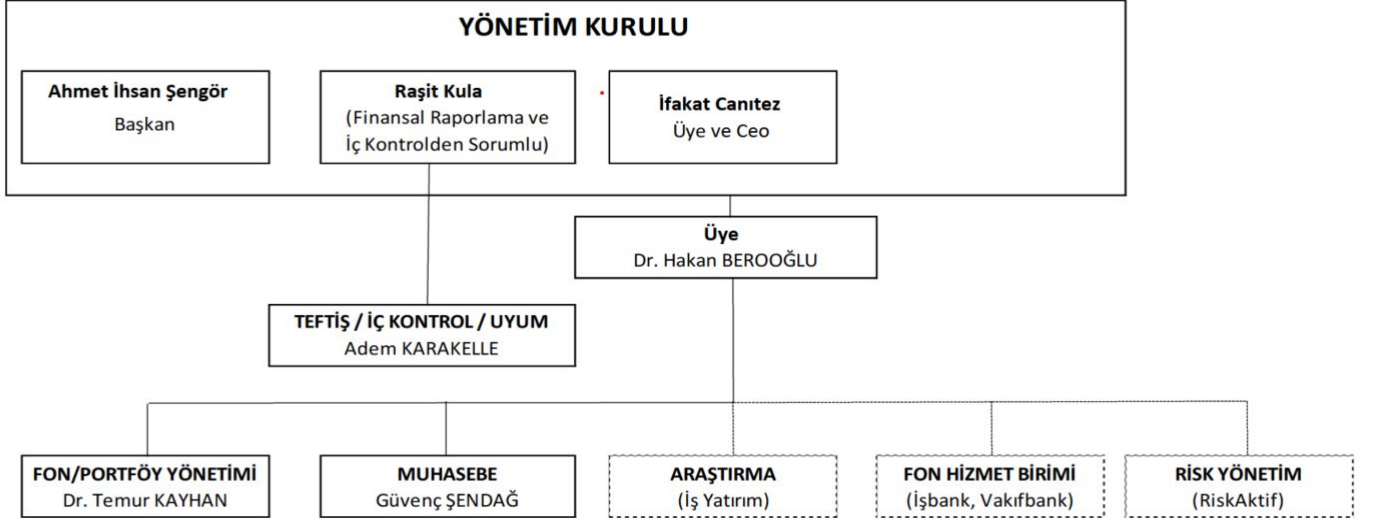 YÖNETİM KURULU
Ahmet İhsan Şengör
Başkan
Raşit Kula
(Finansal Raporlama ve
İç Kontrolden Sorumlu)
İfakat Canıtez
Üye ve Ceo
Üye
Dr. Hakan BEROOĞLU
TEFTİŞ / İÇ KONTROL / UYUM
Adem KARAKELLE
FON/PORTFÖY YÖNETİMİ
Dr. Temur KAYHAN
MUHASEBE
Güvenç ŞENDAĞ
ARAŞTIRMA
(İş Yatırım)
FON HİZMET BİRİMİ
(İşbank, Vakıfbank)
RİSK YÖNETİM
(RiskAktif)